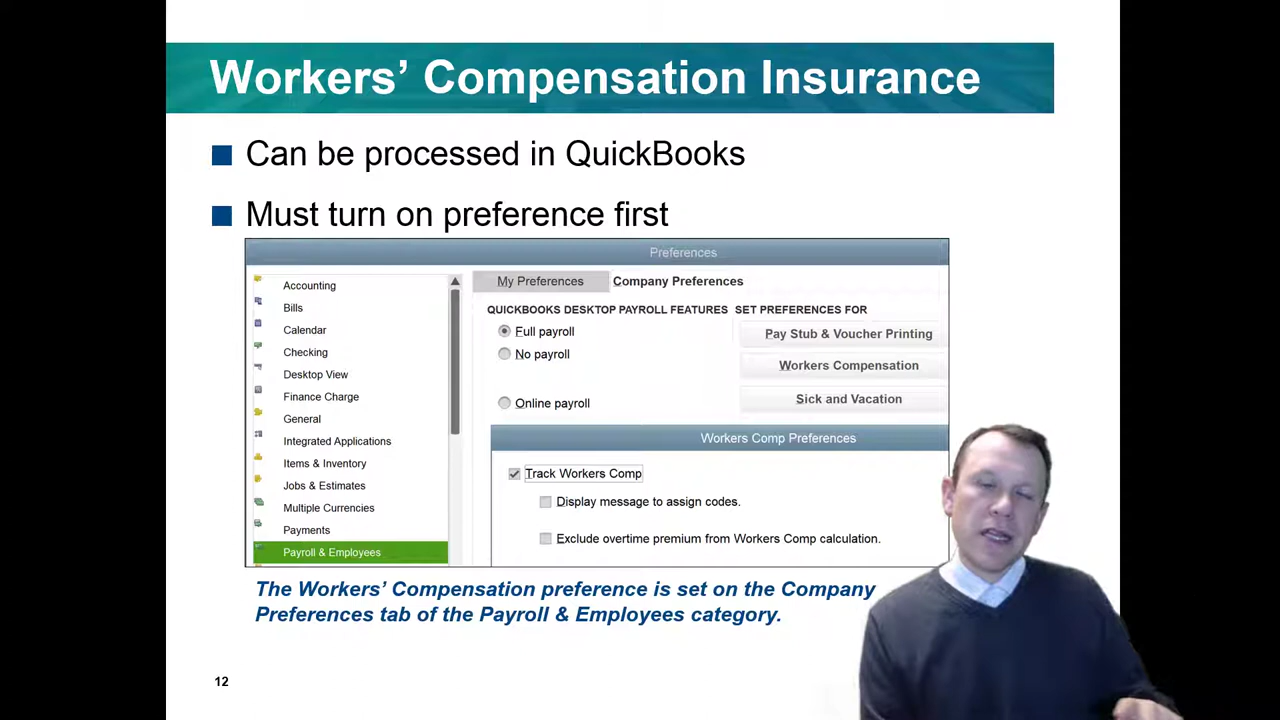 Workers’ Compensation Insurance
Can be processed in QuickBooks
Must turn on preference first
Preferences
Accounting
Bills
Calendar
Checking
Desktop View
Finance Charge
General
Integrated Applications
Items & Inventory
Jobs & Estimates
Multiple Currencies
Payments
Payroll & Employees
My Preferences
Company Preferences
QUICKBOOKS DESKTOP PAYROLL FEATURES
Full payroll
No payroll
Online payroll
SET PREFERENCES FOR
Pay Stub & Voucher Printing
Workers Compensation
Sick and Vacation
Workers Comp Preferences
Track Workers Comp
Display message to assign codes.
Exclude overtime premium from Workers Comp calculation.
The Workers’ Compensation preference is set on the Company
Preferences tab of the Payroll & Employees category.
12